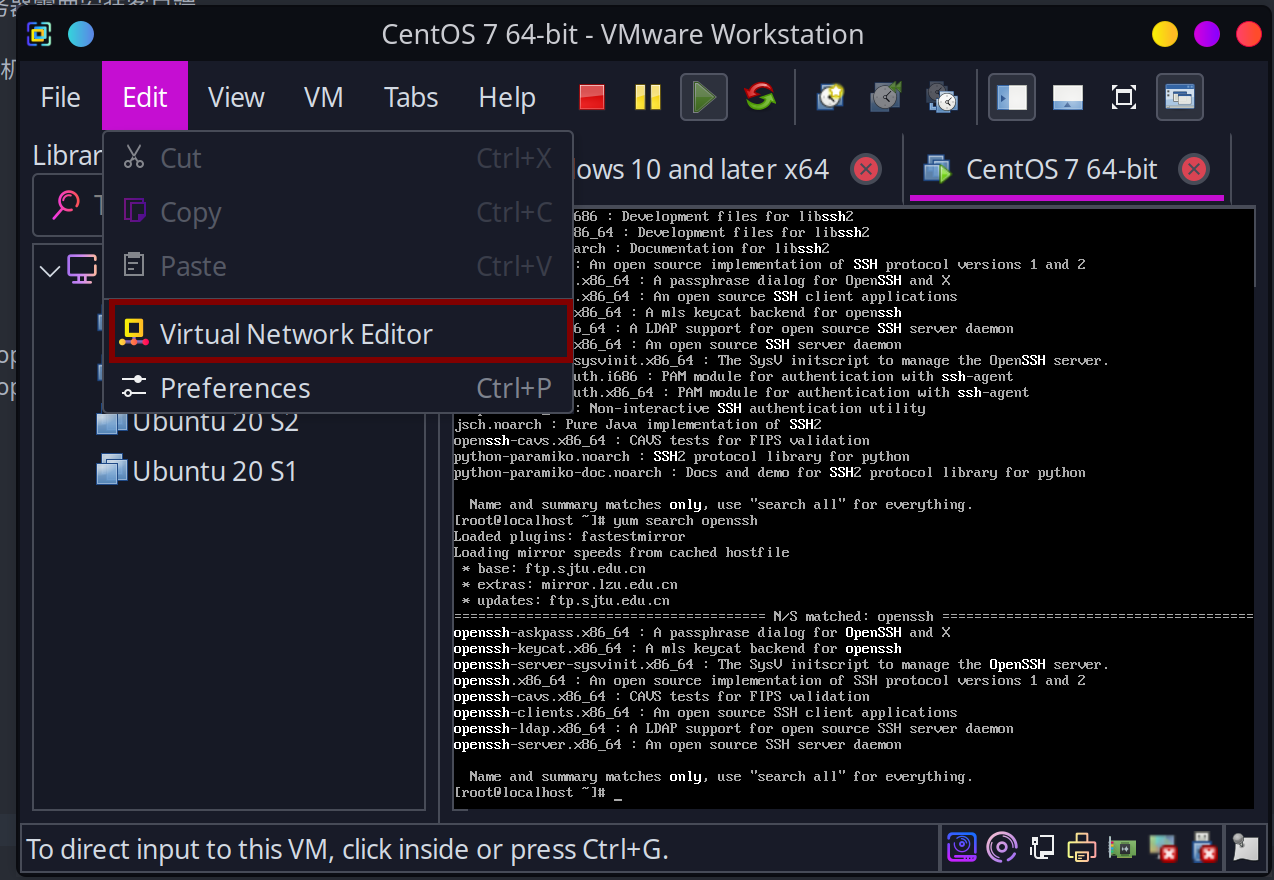 CentOS 7 64-bit - VMware Workstation
File Edit View VM Tabs Help
Librar
Cut Ctrl+X
Copy Ctrl+C
Paste Ctrl+V
Virtual Network Editor
Preferences Ctrl+P
Ubuntu 20 S2
Ubuntu 20 S1
dows 10 and later x64
CentOS 7 64-bit
686 : Development files for libssh2
86_64 : Development files for libssh2
arch : Documentation for libssh2
: An open source implementation of SSH protocol versions 1 and 2
.x86_64 : A passphrase dialog for OpenSSH and X
.x86_64 : An open source SSH client applications
x86_64 : A mls keycat backend for openssh
6_64 : A LDAP support for open source SSH server daemon
x86_64 : An open source SSH server daemon
sysvinit.x86_64 : The SysV initscript to manage the OpenSSH server.
uth.i686 : PAM module for authentication with ssh-agent
uth.x86_64 : PAM module for authentication with ssh-agent
: Non-interactive SSH authentication utility
jsch.noarch : Pure Java implementation of SSH2
openssh-cavs.x86_64 : CAVS tests for FIPS validation
python-paramiko.noarch : SSH2 protocol library for python
python-paramiko-doc.noarch : Docs and demo for SSH2 protocol library for python
Name and summary matches only, use "search all" for everything.
[root@localhost ~]# yum search openssh
Loaded plugins: fastestmirror
Loading mirror speeds from cached hostfile
* base: ftp.sjtu.edu.cn
* extras: mirror.lzu.edu.cn
* updates: ftp.sjtu.edu.cn
======================================= N/S matched: openssh =======================================
openssh-askpass.x86_64 : A passphrase dialog for OpenSSH and X
openssh-keycat.x86_64 : A mls keycat backend for openssh
openssh-server-sysvinit.x86_64 : The SysV initscript to manage the OpenSSH server.
openssh.x86_64 : An open source implementation of SSH protocol versions 1 and 2
openssh-cavs.x86_64 : CAVS tests for FIPS validation
openssh-clients.x86_64 : An open source SSH client applications
openssh-ldap.x86_64 : A LDAP support for open source SSH server daemon
openssh-server.x86_64 : An open source SSH server daemon
Name and summary matches only, use "search all" for everything.
[root@localhost ~]# _
To direct input to this VM, click inside or press Ctrl+G.